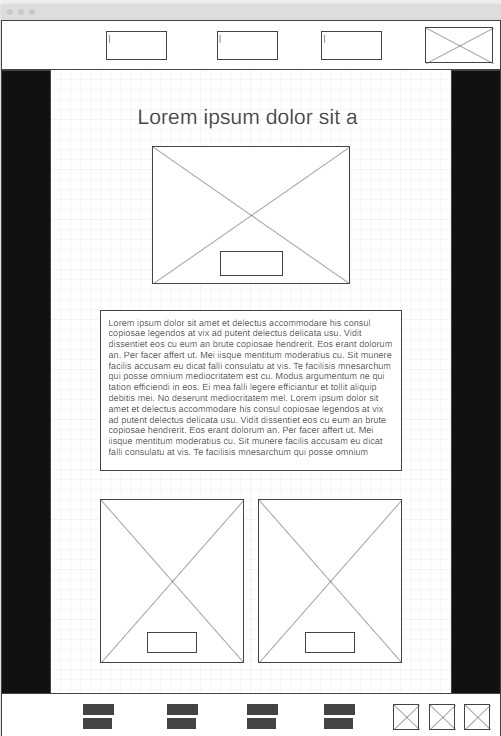 Lorem ipsum dolor sit a
Lorem ipsum dolor sit amet et delectus accommodare his consul
copiosae legendos at vix ad putent delectus delicata usu. Vidit
dissentiet eos cu eum an brute copiosae hendrerit. Eos erant dolorum
an. Per facer affert ut. Mei iisque mentitum moderatius cu. Sit munere
facilis accusam eu dicat falli consulatu at vis. Te facilisis mnesarchum
qui posse omnium mediocritatem est cu. Modus argumentum ne qui
tation efficiendi in eos. Ei mea falli legere efficiantur et tollit aliquip
debitis mei. No deserunt mediocritatem mel. Lorem ipsum dolor sit
amet et delectus accommodare his consul copiosae legendos at vix
ad putent delectus delicata usu. Vidit dissentiet eos cu eum an brute
copiosae hendrerit. Eos erant dolorum an. Per facer affert ut. Mei
iisque mentitum moderatius cu. Sit munere facilis accusam eu dicat
falli consulatu at vis. Te facilisis mnesarchum qui posse omnium